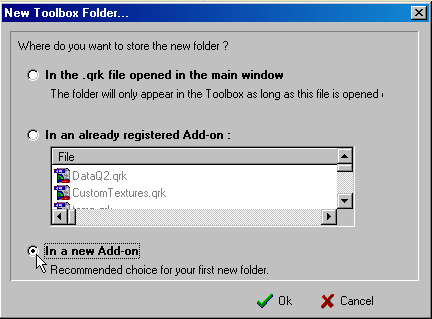 New Toolbox Folder...
Where do you want to store the new folder ?
In the .qrk file opened in the main window
The folder will only appear in the Toolbox as long as this file is opened
In an already registered Add-on :
File
DataQ2.qrk
CustomTextures.qrk
In a new Add-on
Recommended choice for your first new folder.
Ok
Cancel